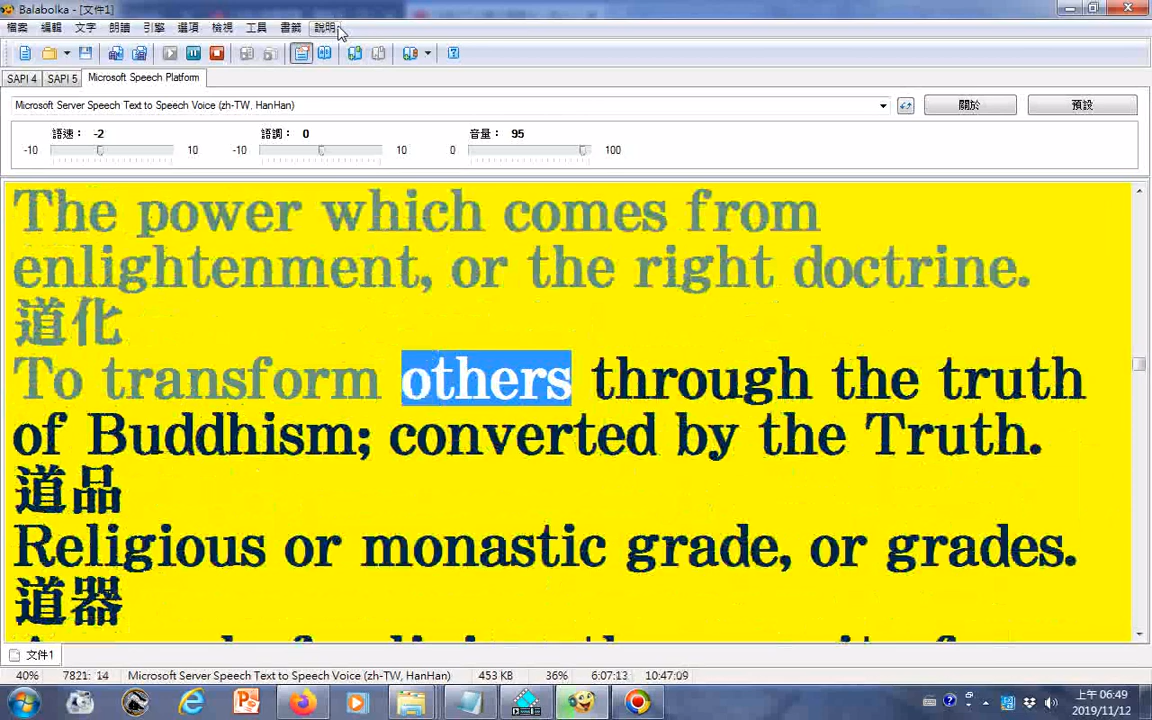 Balabolka - [文件1]
檔案 編輯 文字 朗讀 引擎 選項 檢視 工具 書籤 說明
SAPI 4 SAPI 5 Microsoft Speech Platform
Microsoft Server Speech Text to Speech Voice (zh-TW, HanHan)
關於 預設
語速： -2 語調： 0 音量： 95
-10 10 -10 10 0 100
The power which comes from
enlightenment, or the right doctrine.
道化
To transform others through the truth
of Buddhism; converted by the Truth.
道品
Religious or monastic grade, or grades.
道器
文件1
40% 7821: 14 Microsoft Server Speech Text to Speech Voice (zh-TW, HanHan) 453 KB 36% 6:07:13 10:47:09
上午 06:49
2019/11/12